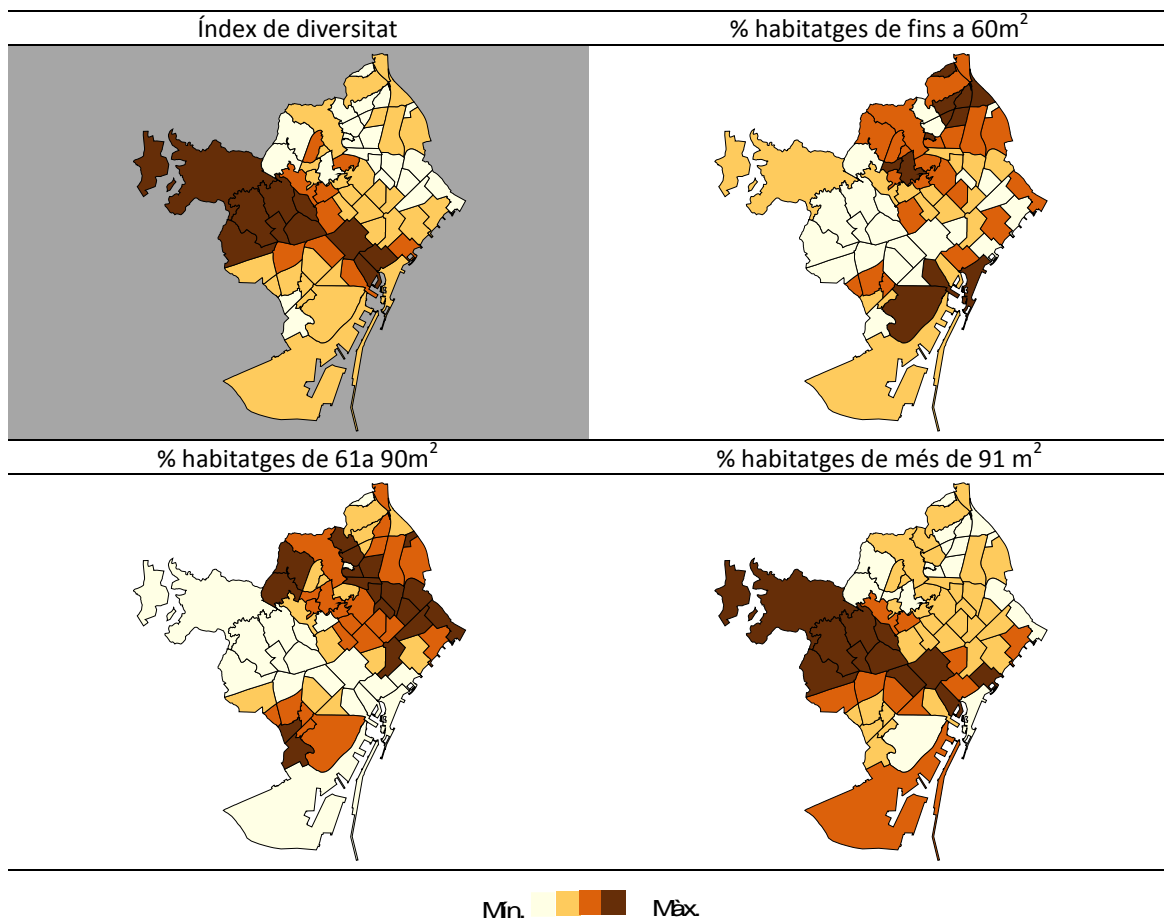 Índex de diversitat
% habitatges de fins a 60m²
% habitatges de 61a 90m²
% habitatges de més de 91 m²
Mín. Màx.